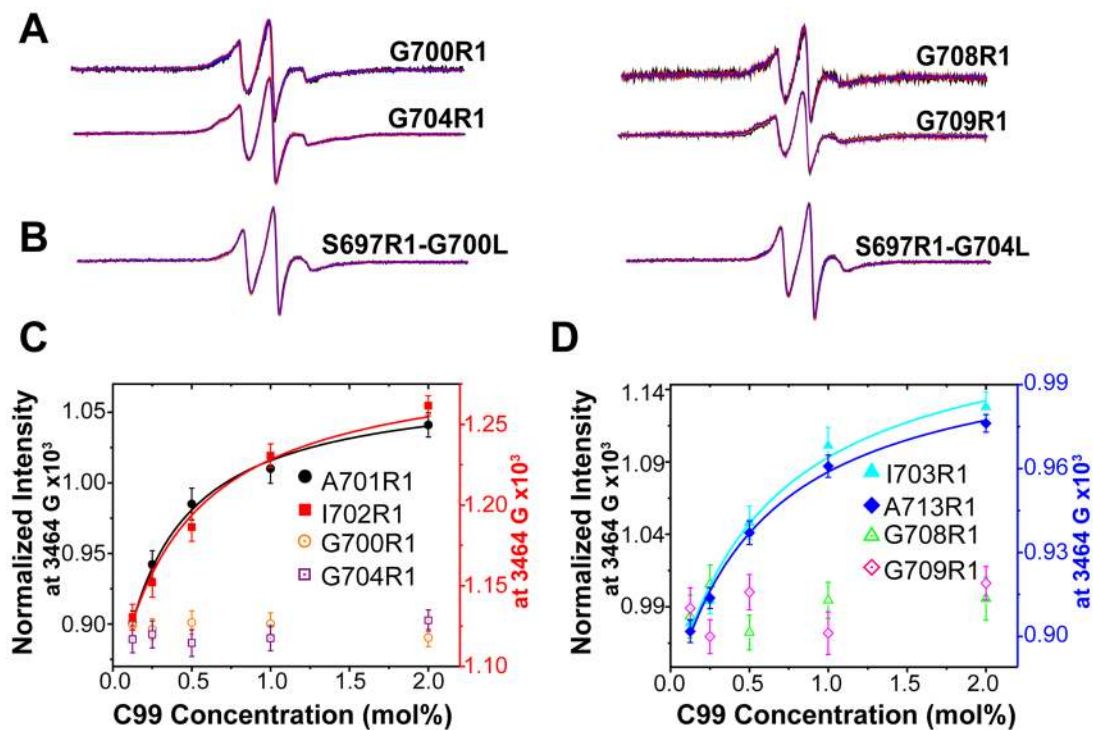 A
G700R1
G704R1
G708R1
G709R1
B
S697R1-G700L
S697R1-G704L
C
Normalized Intensity
at 3464 G x10³
1.05
1.00
0.95
0.90
A701R1
I702R1
G700R1
G704R1
1.25
1.20
1.15
1.10
at 3464 G x10³
0.0 0.5 1.0 1.5 2.0
C99 Concentration (mol%)
D
Normalized Intensity
at 3464 G x10³
1.14
1.09
1.04
0.99
I703R1
A713R1
G708R1
G709R1
0.99
0.96
0.93
0.90
at 3464 G x10³
0.0 0.5 1.0 1.5 2.0
C99 Concentration (mol%)